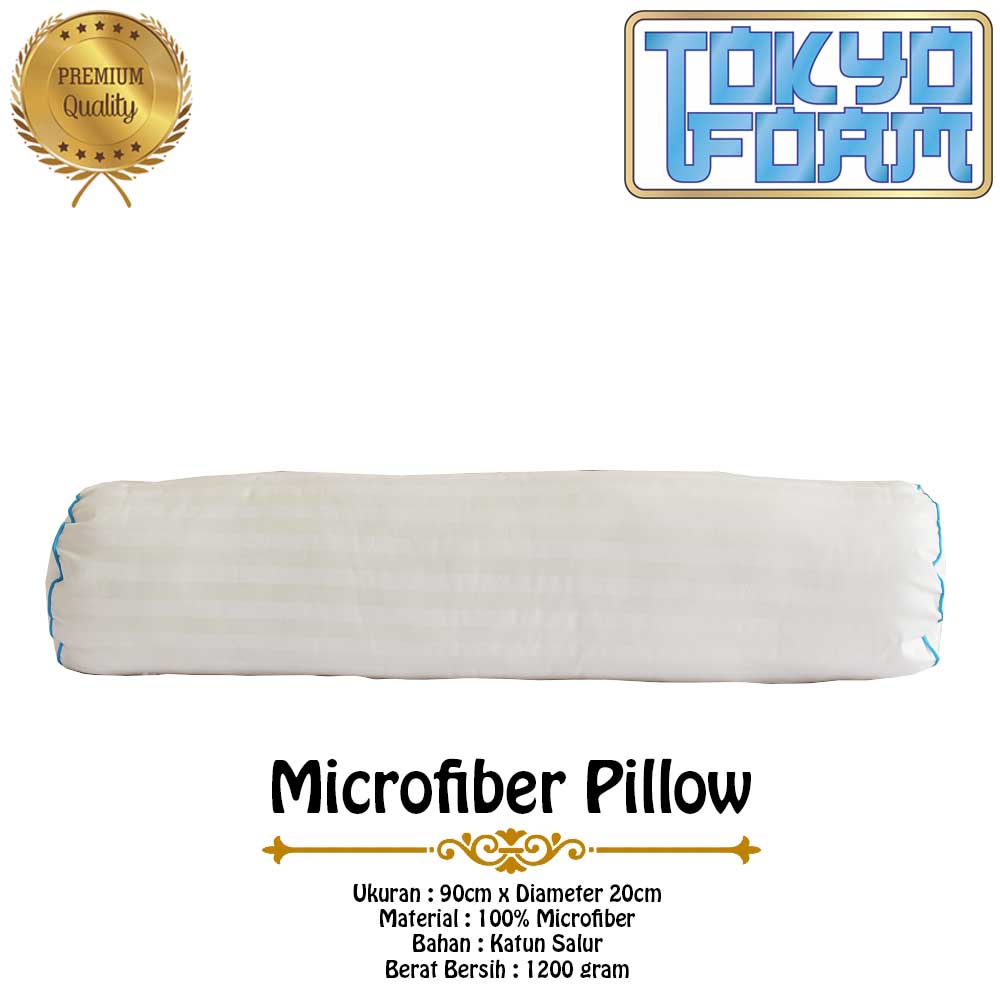 PREMIUM
Quality
TOKYO
FOAM
Microfiber Pillow
Ukuran : 90cm x Diameter 20cm
Material : 100% Microfiber
Bahan : Katun Salur
Berat Bersih : 1200 gram